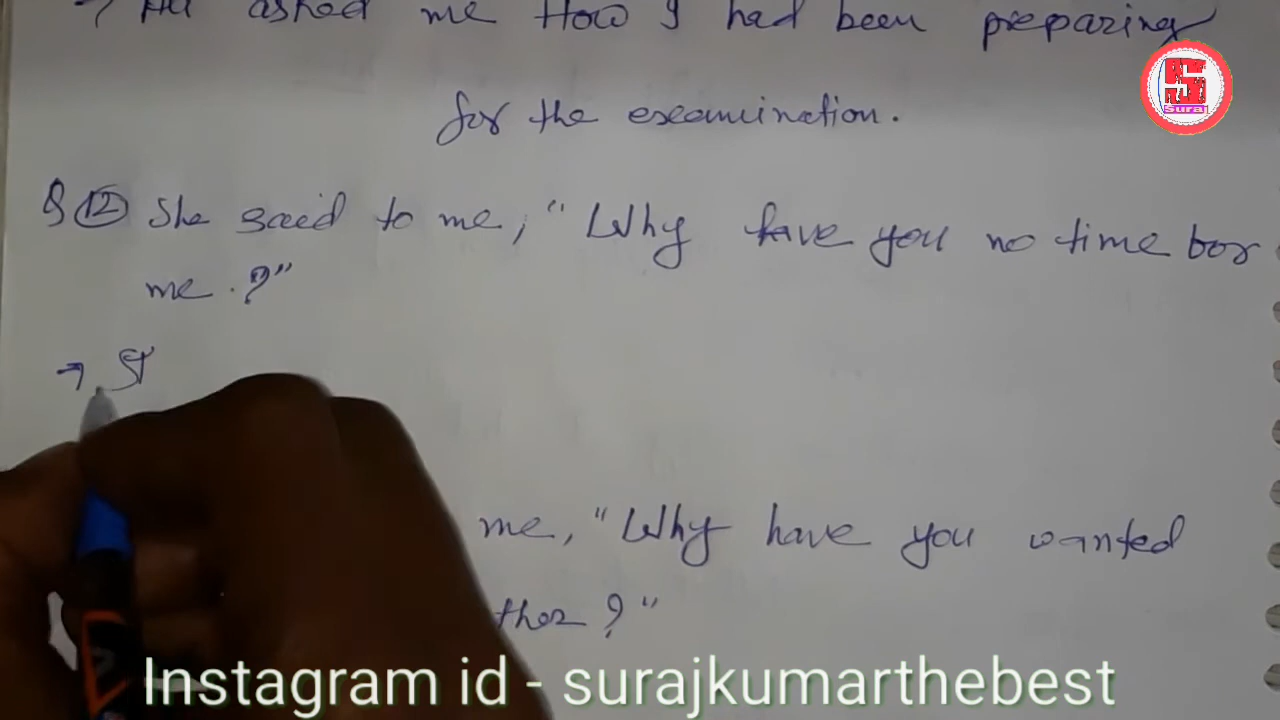 → He asked me How I had been preparing
for the examination.
Suraj
Q (12) She said to me, "Why have you no time for
me.?"
→ S
me, "Why have you wanted
ther ?"
Instagram id - surajkumarthebest